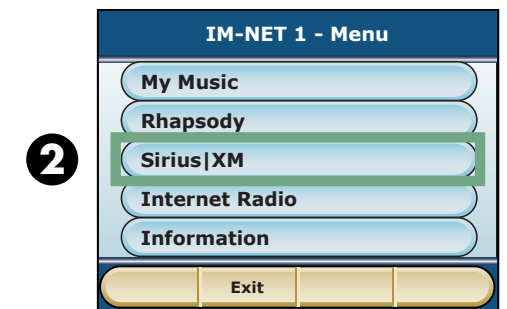 IM-NET 1 - Menu
My Music
Rhapsody
2
Sirius|XM
Internet Radio
Information
Exit